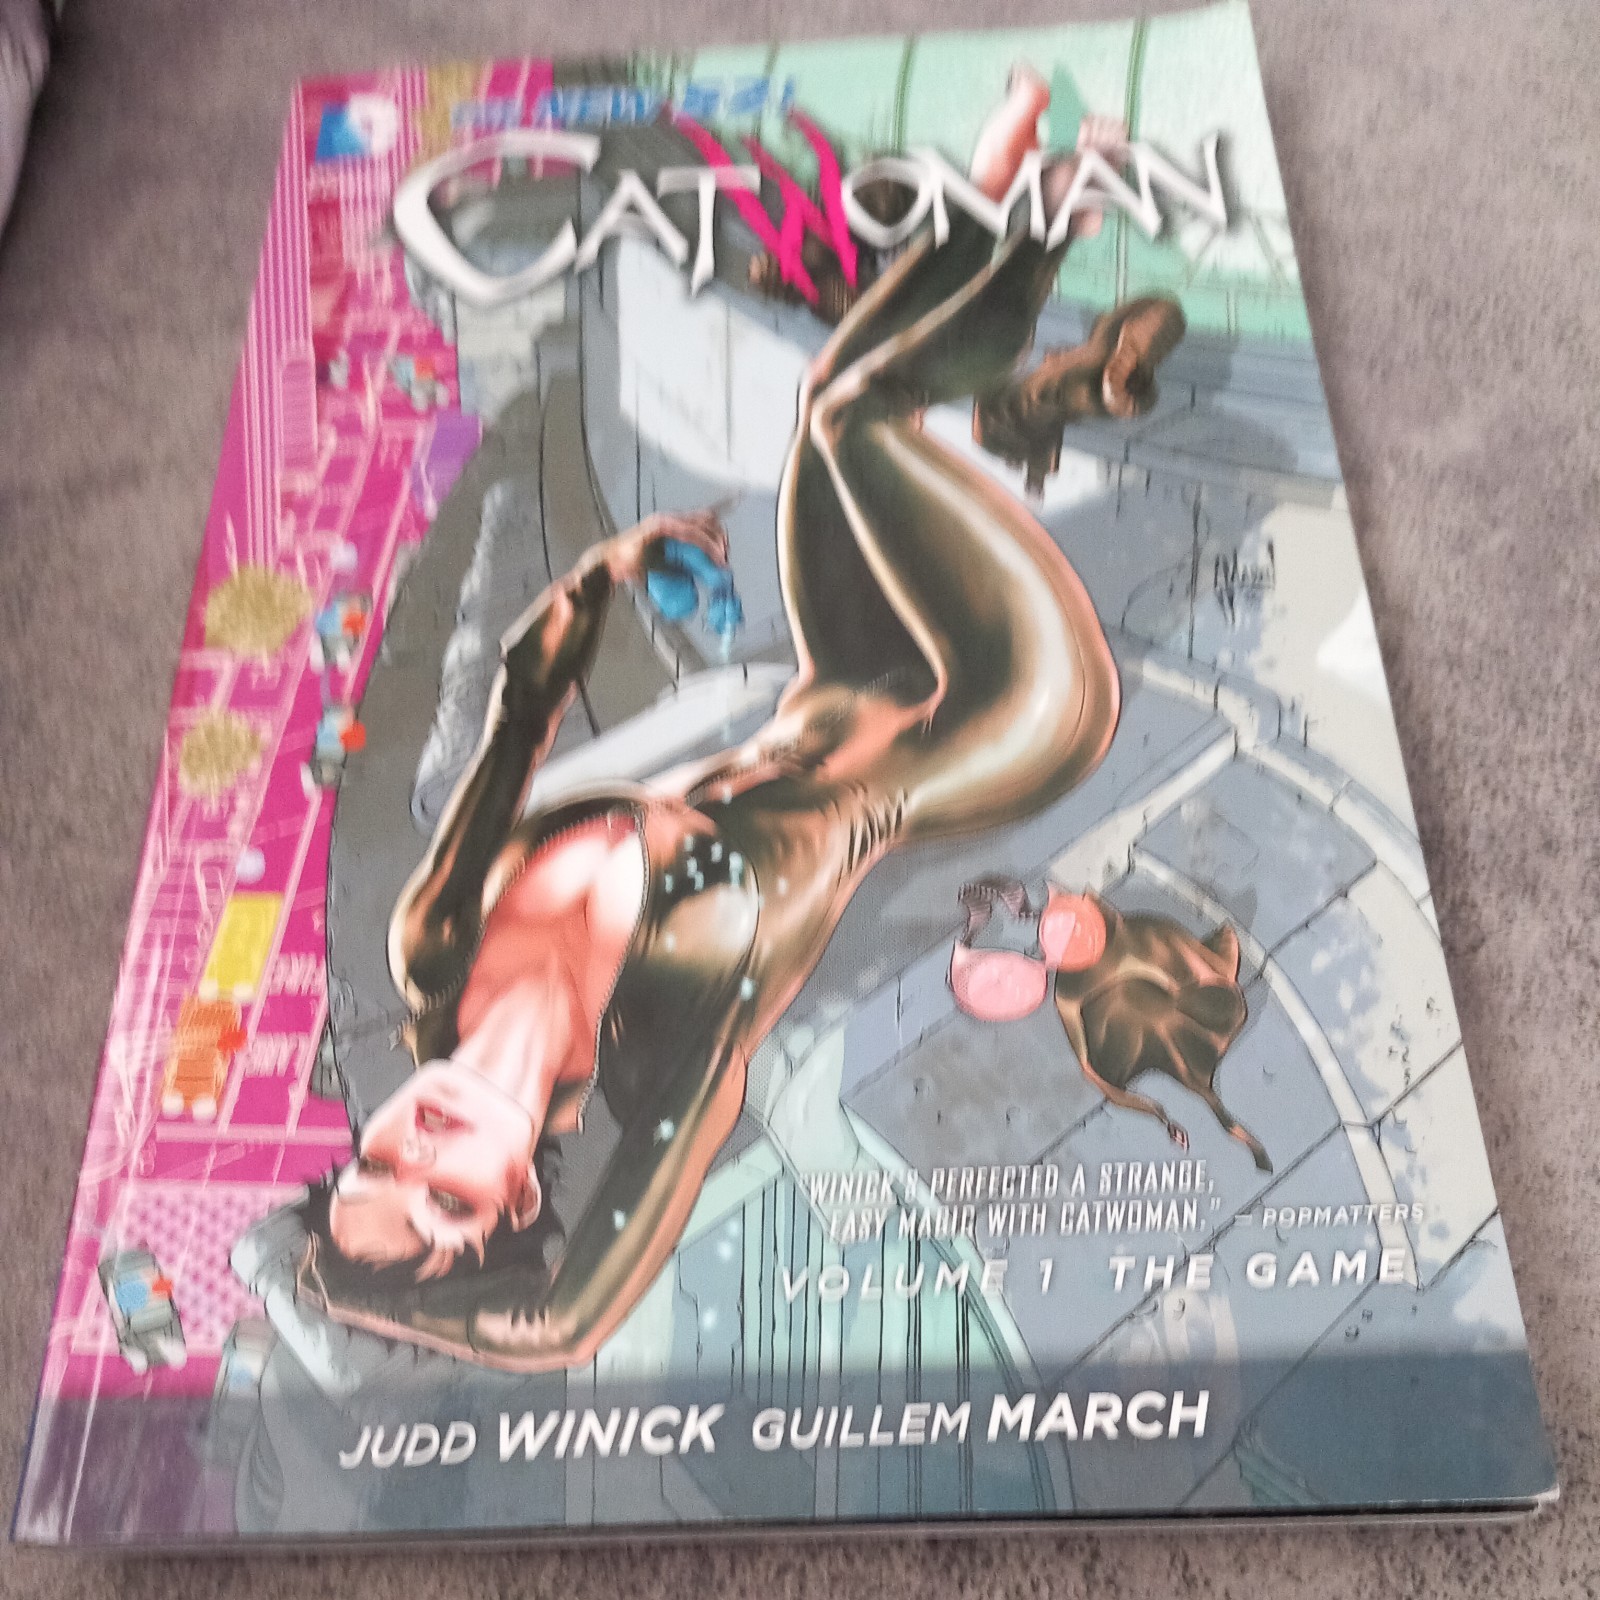 THE NEW 52!
CATWOMAN
"WINICK'S PERFECTED A STRANGE,
EASY MAGIC WITH CATWOMAN." — POPMATTERS
VOLUME 1 THE GAME
JUDD WINICK GUILLEM MARCH